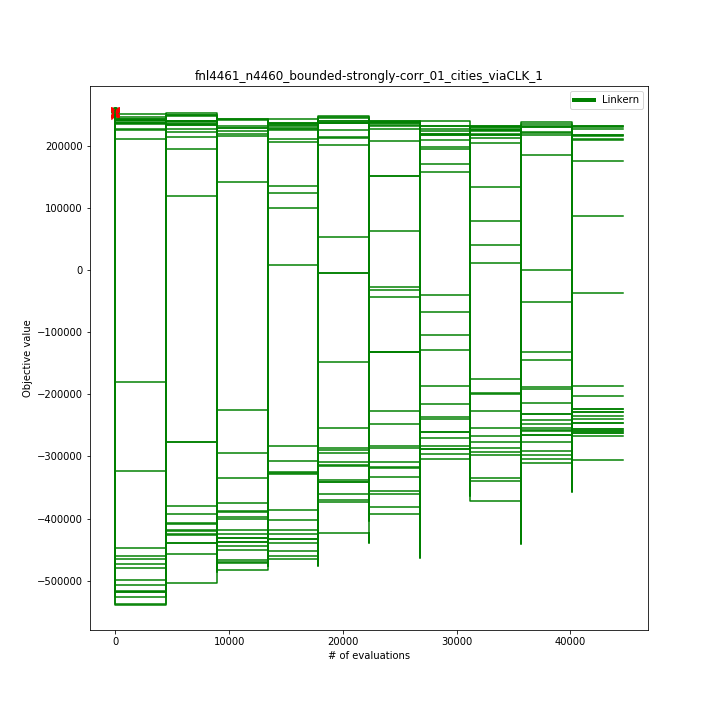 fnl4461_n4460_bounded-strongly-corr_01_cities_viaCLK_1
Linkern
200000
100000
0
−100000
−200000
−300000
−400000
−500000
Objective value
0 10000 20000 30000 40000
# of evaluations